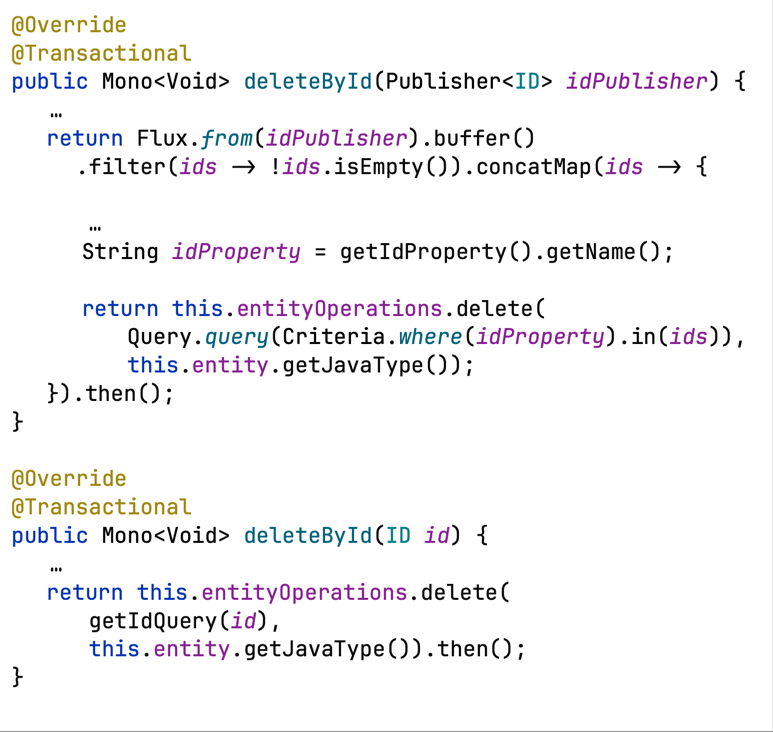 @Override
@Transactional
public Mono<Void> deleteById(Publisher<ID> idPublisher) {
…
return Flux.from(idPublisher).buffer()
.filter(ids -> !ids.isEmpty()).concatMap(ids -> {
…
String idProperty = getIdProperty().getName();
return this.entityOperations.delete(
Query.query(Criteria.where(idProperty).in(ids)),
this.entity.getJavaType());
}).then();
}
@Override
@Transactional
public Mono<Void> deleteById(ID id) {
…
return this.entityOperations.delete(
getIdQuery(id),
this.entity.getJavaType()).then();
}